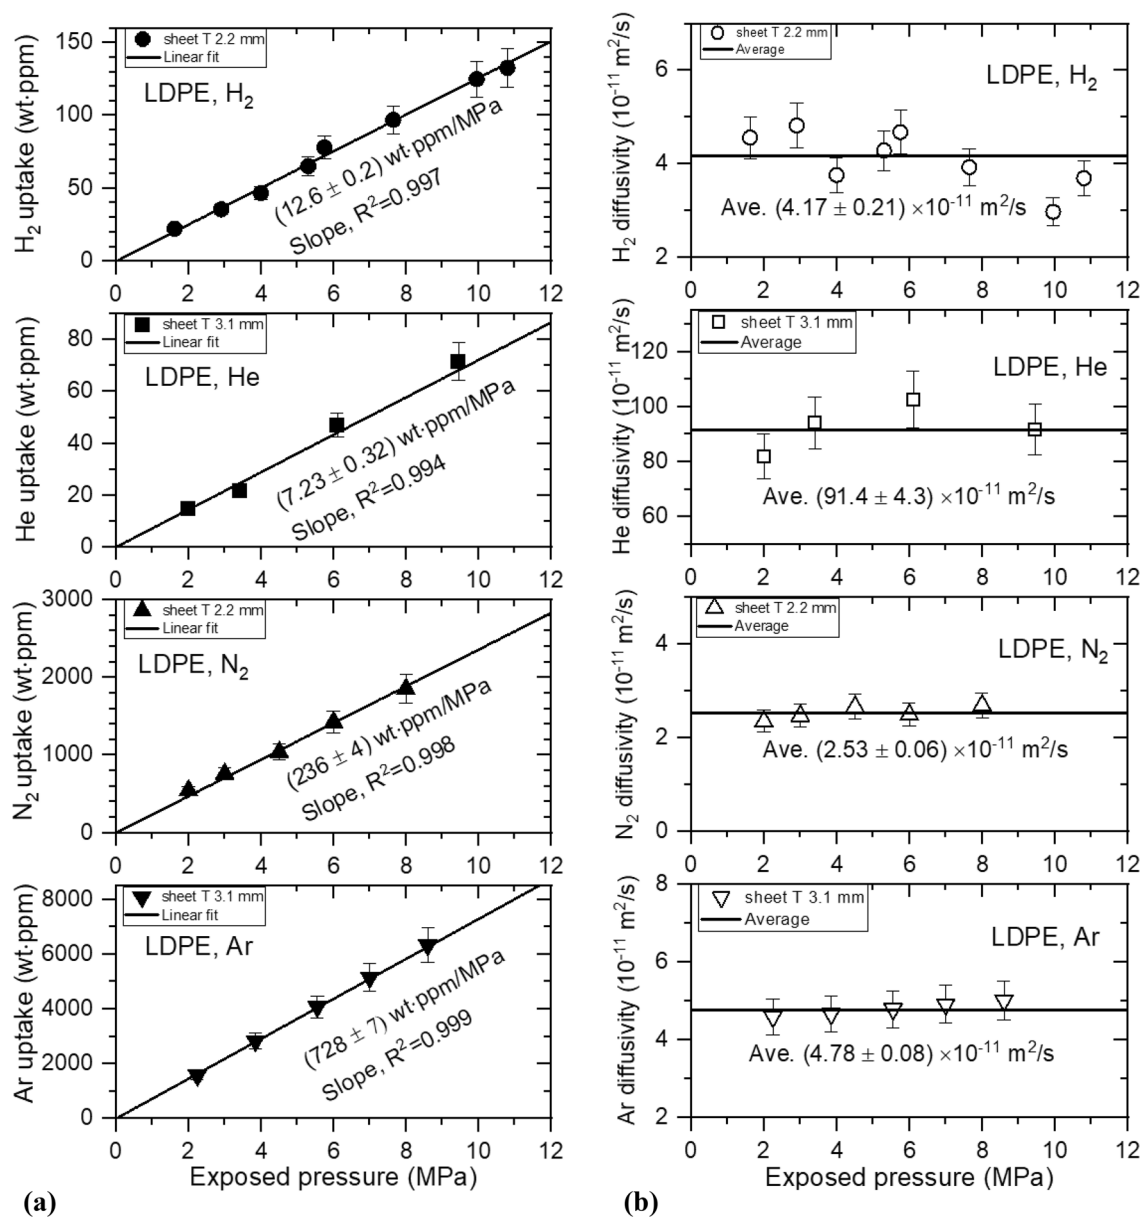 sheet T 2.2 mm
Linear fit
LDPE, H₂
(12.6 ± 0.2) wt·ppm/MPa
Slope, R²=0.997
H₂ uptake (wt·ppm)
150
100
50
0
0 2 4 6 8 10 12
sheet T 3.1 mm
Linear fit
LDPE, He
(7.23 ± 0.32) wt·ppm/MPa
Slope, R²=0.994
He uptake (wt·ppm)
80
60
40
20
0
0 2 4 6 8 10 12
sheet T 2.2 mm
Linear fit
LDPE, N₂
(236 ± 4) wt·ppm/MPa
Slope, R²=0.998
N₂ uptake (wt·ppm)
3000
2000
1000
0
0 2 4 6 8 10 12
sheet T 3.1 mm
Linear fit
LDPE, Ar
(728 ± 7) wt·ppm/MPa
Slope, R²=0.999
Ar uptake (wt·ppm)
8000
6000
4000
2000
0
0 2 4 6 8 10 12
Exposed pressure (MPa)
(a)
sheet T 2.2 mm
Average
LDPE, H₂
Ave. (4.17 ± 0.21) ×10⁻¹¹ m²/s
H₂ diffusivity (10⁻¹¹ m²/s)
6
4
2
0 2 4 6 8 10 12
sheet T 3.1 mm
Average
LDPE, He
Ave. (91.4 ± 4.3) ×10⁻¹¹ m²/s
He diffusivity (10⁻¹¹ m²/s)
120
100
80
60
0 2 4 6 8 10 12
sheet T 2.2 mm
Average
LDPE, N₂
Ave. (2.53 ± 0.06) ×10⁻¹¹ m²/s
N₂ diffusivity (10⁻¹¹ m²/s)
4
2
0
0 2 4 6 8 10 12
sheet T 3.1 mm
Average
LDPE, Ar
Ave. (4.78 ± 0.08) ×10⁻¹¹ m²/s
Ar diffusivity (10⁻¹¹ m²/s)
8
6
4
2
0 2 4 6 8 10 12
Exposed pressure (MPa)
(b)